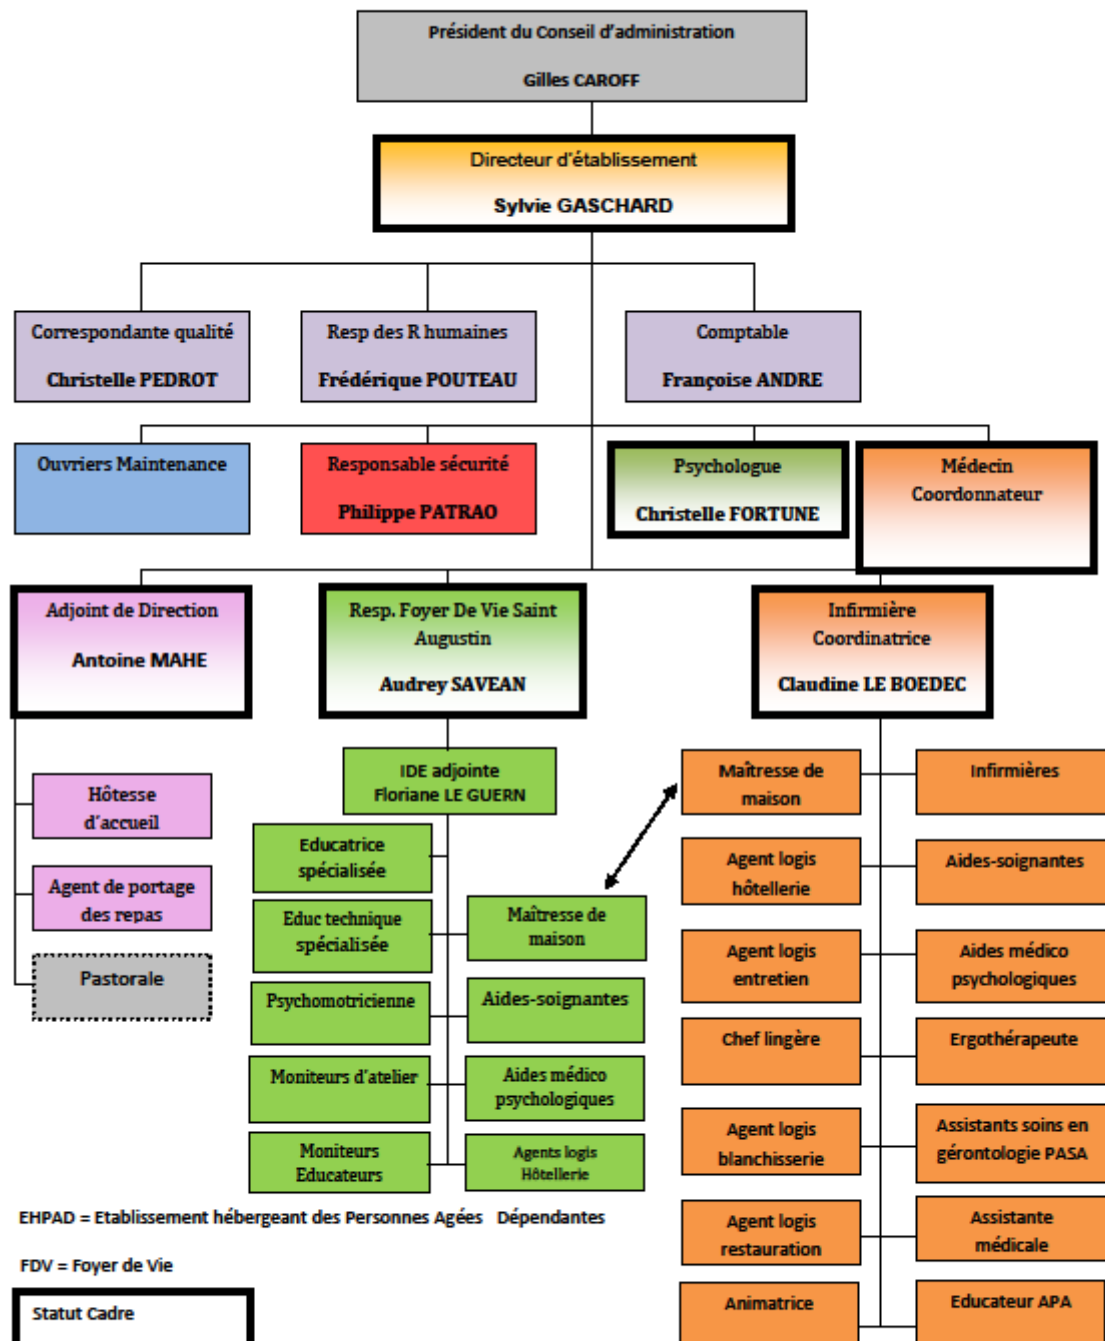 Président du Conseil d'administration
Gilles CAROFF
Directeur d'établissement
Sylvie GASCHARD
Correspondante qualité
Christelle PEDROT
Resp des R humaines
Frédérique POUTEAU
Comptable
Françoise ANDRE
Ouvriers Maintenance
Responsable sécurité
Philippe PATRAO
Psychologue
Christelle FORTUNE
Médecin
Coordonnateur
Adjoint de Direction
Antoine MAHE
Resp. Foyer De Vie Saint
Augustin
Audrey SAVEAN
Infirmière
Coordinatrice
Claudine LE BOEDEC
Hôtesse
d'accueil
Agent de portage
des repas
Pastorale
IDE adjointe
Floriane LE GUERN
Educatrice
spécialisée
Educ technique
spécialisée
Psychomotricienne
Moniteurs d'atelier
Moniteurs
Educateurs
Maîtresse de
maison
Aides-soignantes
Aides médico
psychologiques
Agents logis
Hôtellerie
Maîtresse de
maison
Agent logis
hôtellerie
Agent logis
entretien
Chef lingère
Agent logis
blanchisserie
Agent logis
restauration
Animatrice
Infirmières
Aides-soignantes
Aides médico
psychologiques
Ergothérapeute
Assistants soins en
gérontologie PASA
Assistante
médicale
Educateur APA
EHPAD = Etablissement hébergeant des Personnes Agées Dépendantes
FDV = Foyer de Vie
Statut Cadre